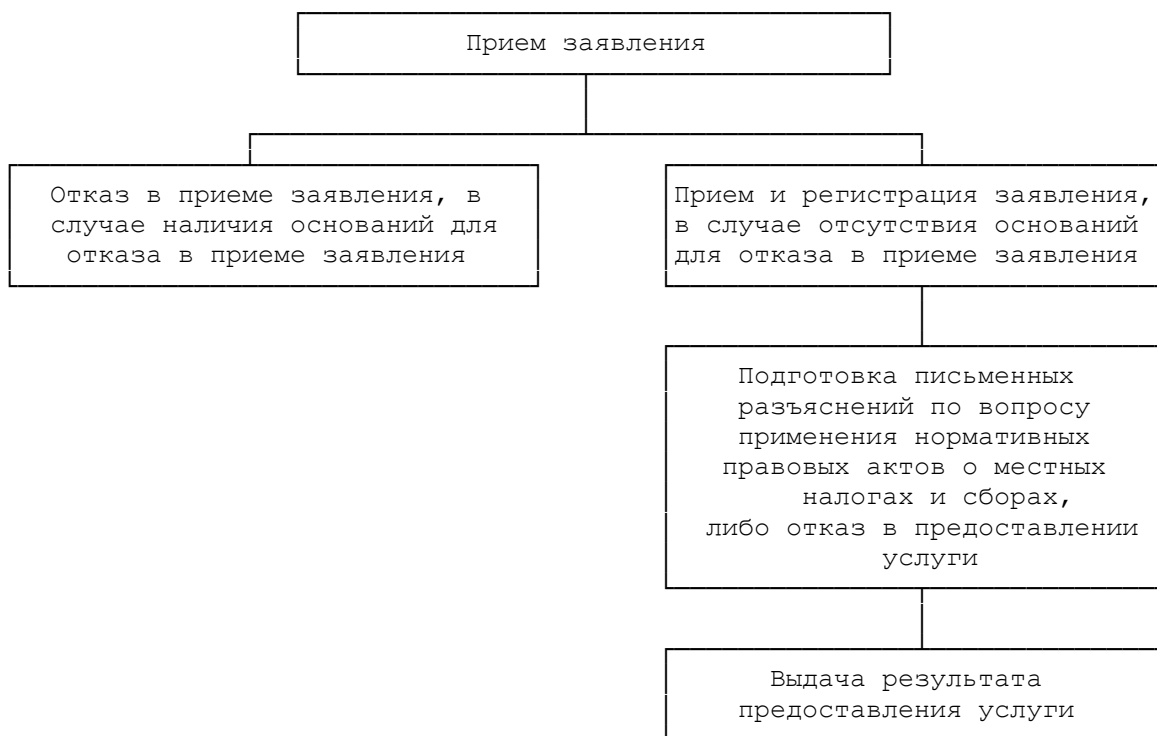 Прием заявления
Отказ в приеме заявления, в
случае наличия оснований для
отказа в приеме заявления
Прием и регистрация заявления,
в случае отсутствия оснований
для отказа в приеме заявления
Подготовка письменных
разъяснений по вопросу
применения нормативных
правовых актов о местных
налогах и сборах,
либо отказ в предоставлении
услуги
Выдача результата
предоставления услуги